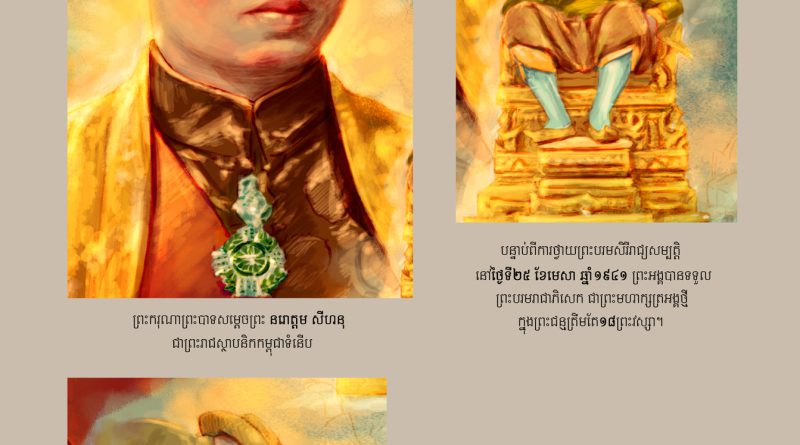 ព្រះករុណាព្រះបាទសម្តេចព្រះ នរោត្តម សីហនុ
ជាព្រះរាជស្ថាបនិកកម្ពុជាទំនើប
បន្ទាប់ពីការថ្វាយព្រះបរមសិរីរាជ្យសម្បត្តិ
នៅថ្ងៃទី២៥ ខែមេសា ឆ្នាំ១៩៤១ ព្រះអង្គបានទទួល
ព្រះបរមរាជាភិសេក ជាព្រះមហាក្សត្រអង្គថ្មី
ក្នុងព្រះជន្មត្រឹមតែ១៨ព្រះវស្សា។